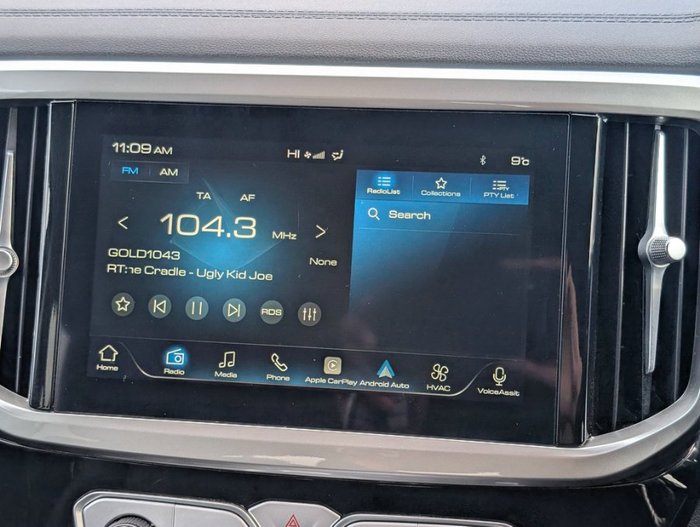 11:09 AM
HI
9°c
FM AM
TA AF
104.3 MHz
GOLD1043
RT:ne Cradle - Ugly Kid Joe
None
RDS
RadioList
Collections
PTY
PTY List
Search
Home
Radio
Media
Phone
Apple CarPlay
Android Auto
HVAC
VoiceAssit